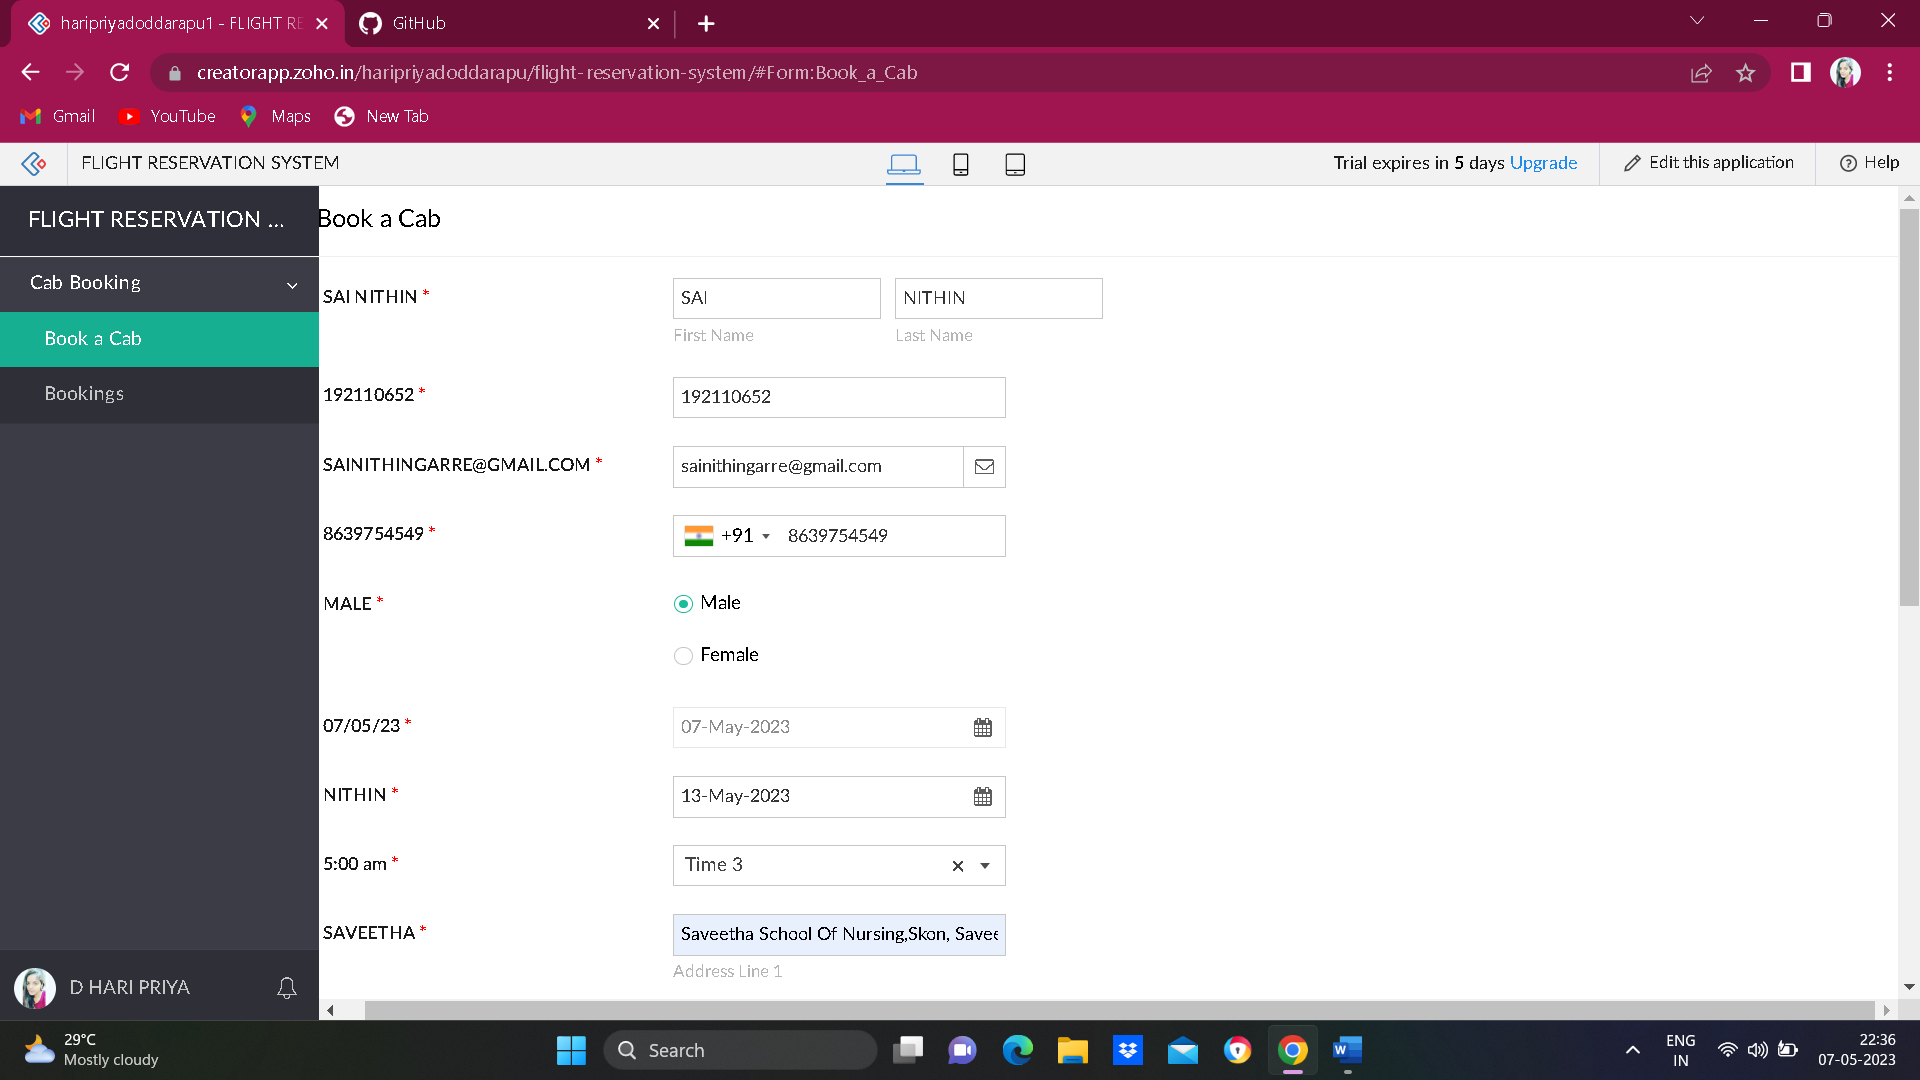 haripriyadoddarapu1 - FLIGHT RE
GitHub
creatorapp.zoho.in/haripriyadoddarapu/flight-reservation-system/#Form:Book_a_Cab
Gmail
YouTube
Maps
New Tab
FLIGHT RESERVATION SYSTEM
Trial expires in 5 days Upgrade
Edit this application
Help
FLIGHT RESERVATION ...
Book a Cab
Cab Booking
Book a Cab
Bookings
SAI NITHIN *
SAI
NITHIN
First Name
Last Name
192110652 *
192110652
SAINITHINGARRE@GMAIL.COM *
sainithingarre@gmail.com
8639754549 *
+91 8639754549
MALE *
Male
Female
07/05/23 *
07-May-2023
NITHIN *
13-May-2023
5:00 am *
Time 3
SAVEETHA *
Saveetha School Of Nursing,Skon, Savee
Address Line 1
D HARI PRIYA
29°C
Mostly cloudy
Search
ENG
IN
22:36
07-05-2023